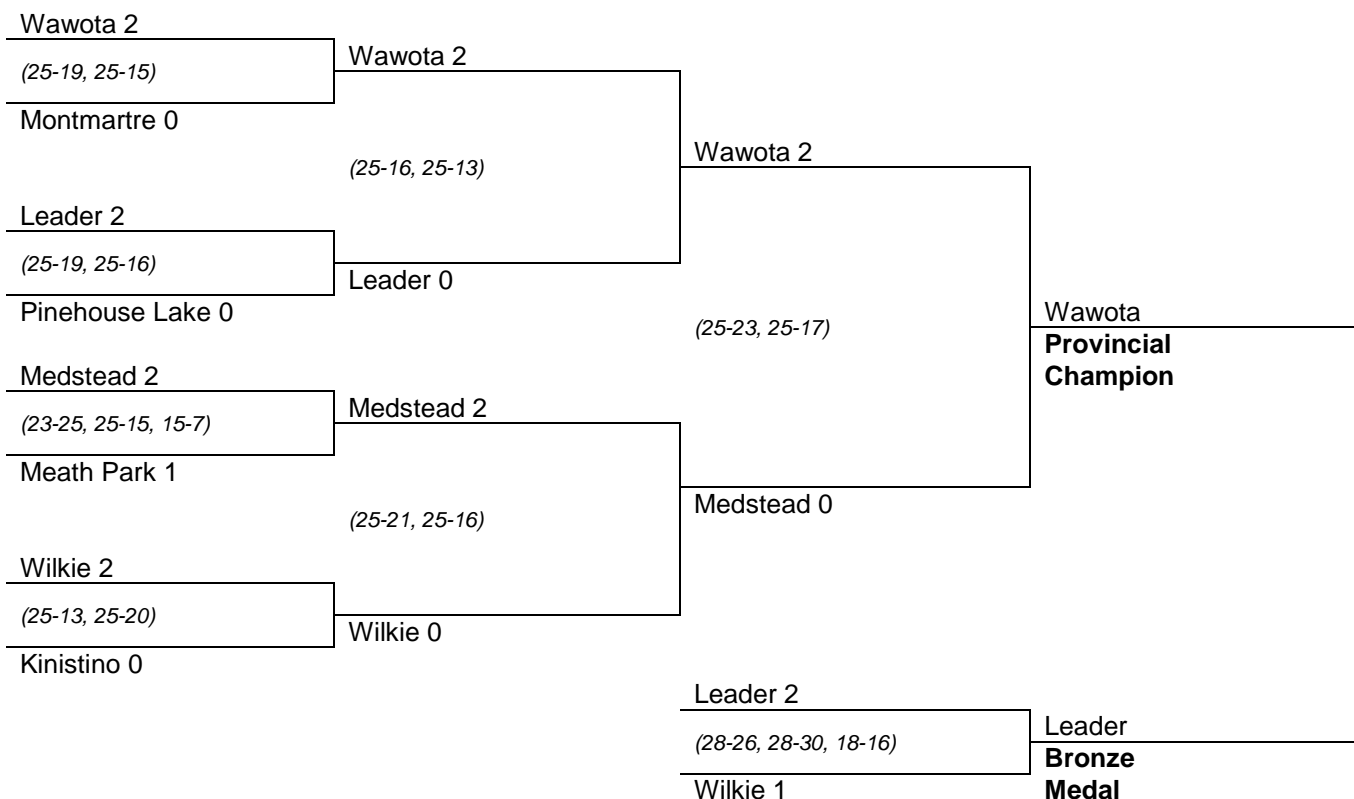 Wawota 2
(25-19, 25-15)
Montmartre 0
Leader 2
(25-19, 25-16)
Pinehouse Lake 0
Medstead 2
(23-25, 25-15, 15-7)
Meath Park 1
Wilkie 2
(25-13, 25-20)
Kinistino 0
Wawota 2
(25-16, 25-13)
Leader 0
Medstead 2
(25-21, 25-16)
Wilkie 0
Wawota 2
(25-23, 25-17)
Medstead 0
Wawota
Provincial
Champion
Leader 2
(28-26, 28-30, 18-16)
Wilkie 1
Leader
Bronze
Medal